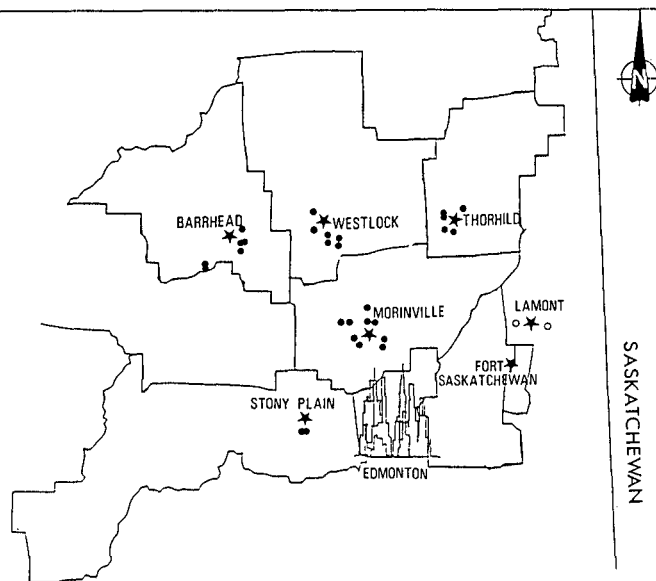 N
BARRHEAD
WESTLOCK
THORHILD
MORINVILLE
LAMONT
FORT
SASKATCHEWAN
STONY PLAIN
EDMONTON
SASKATCHEWAN